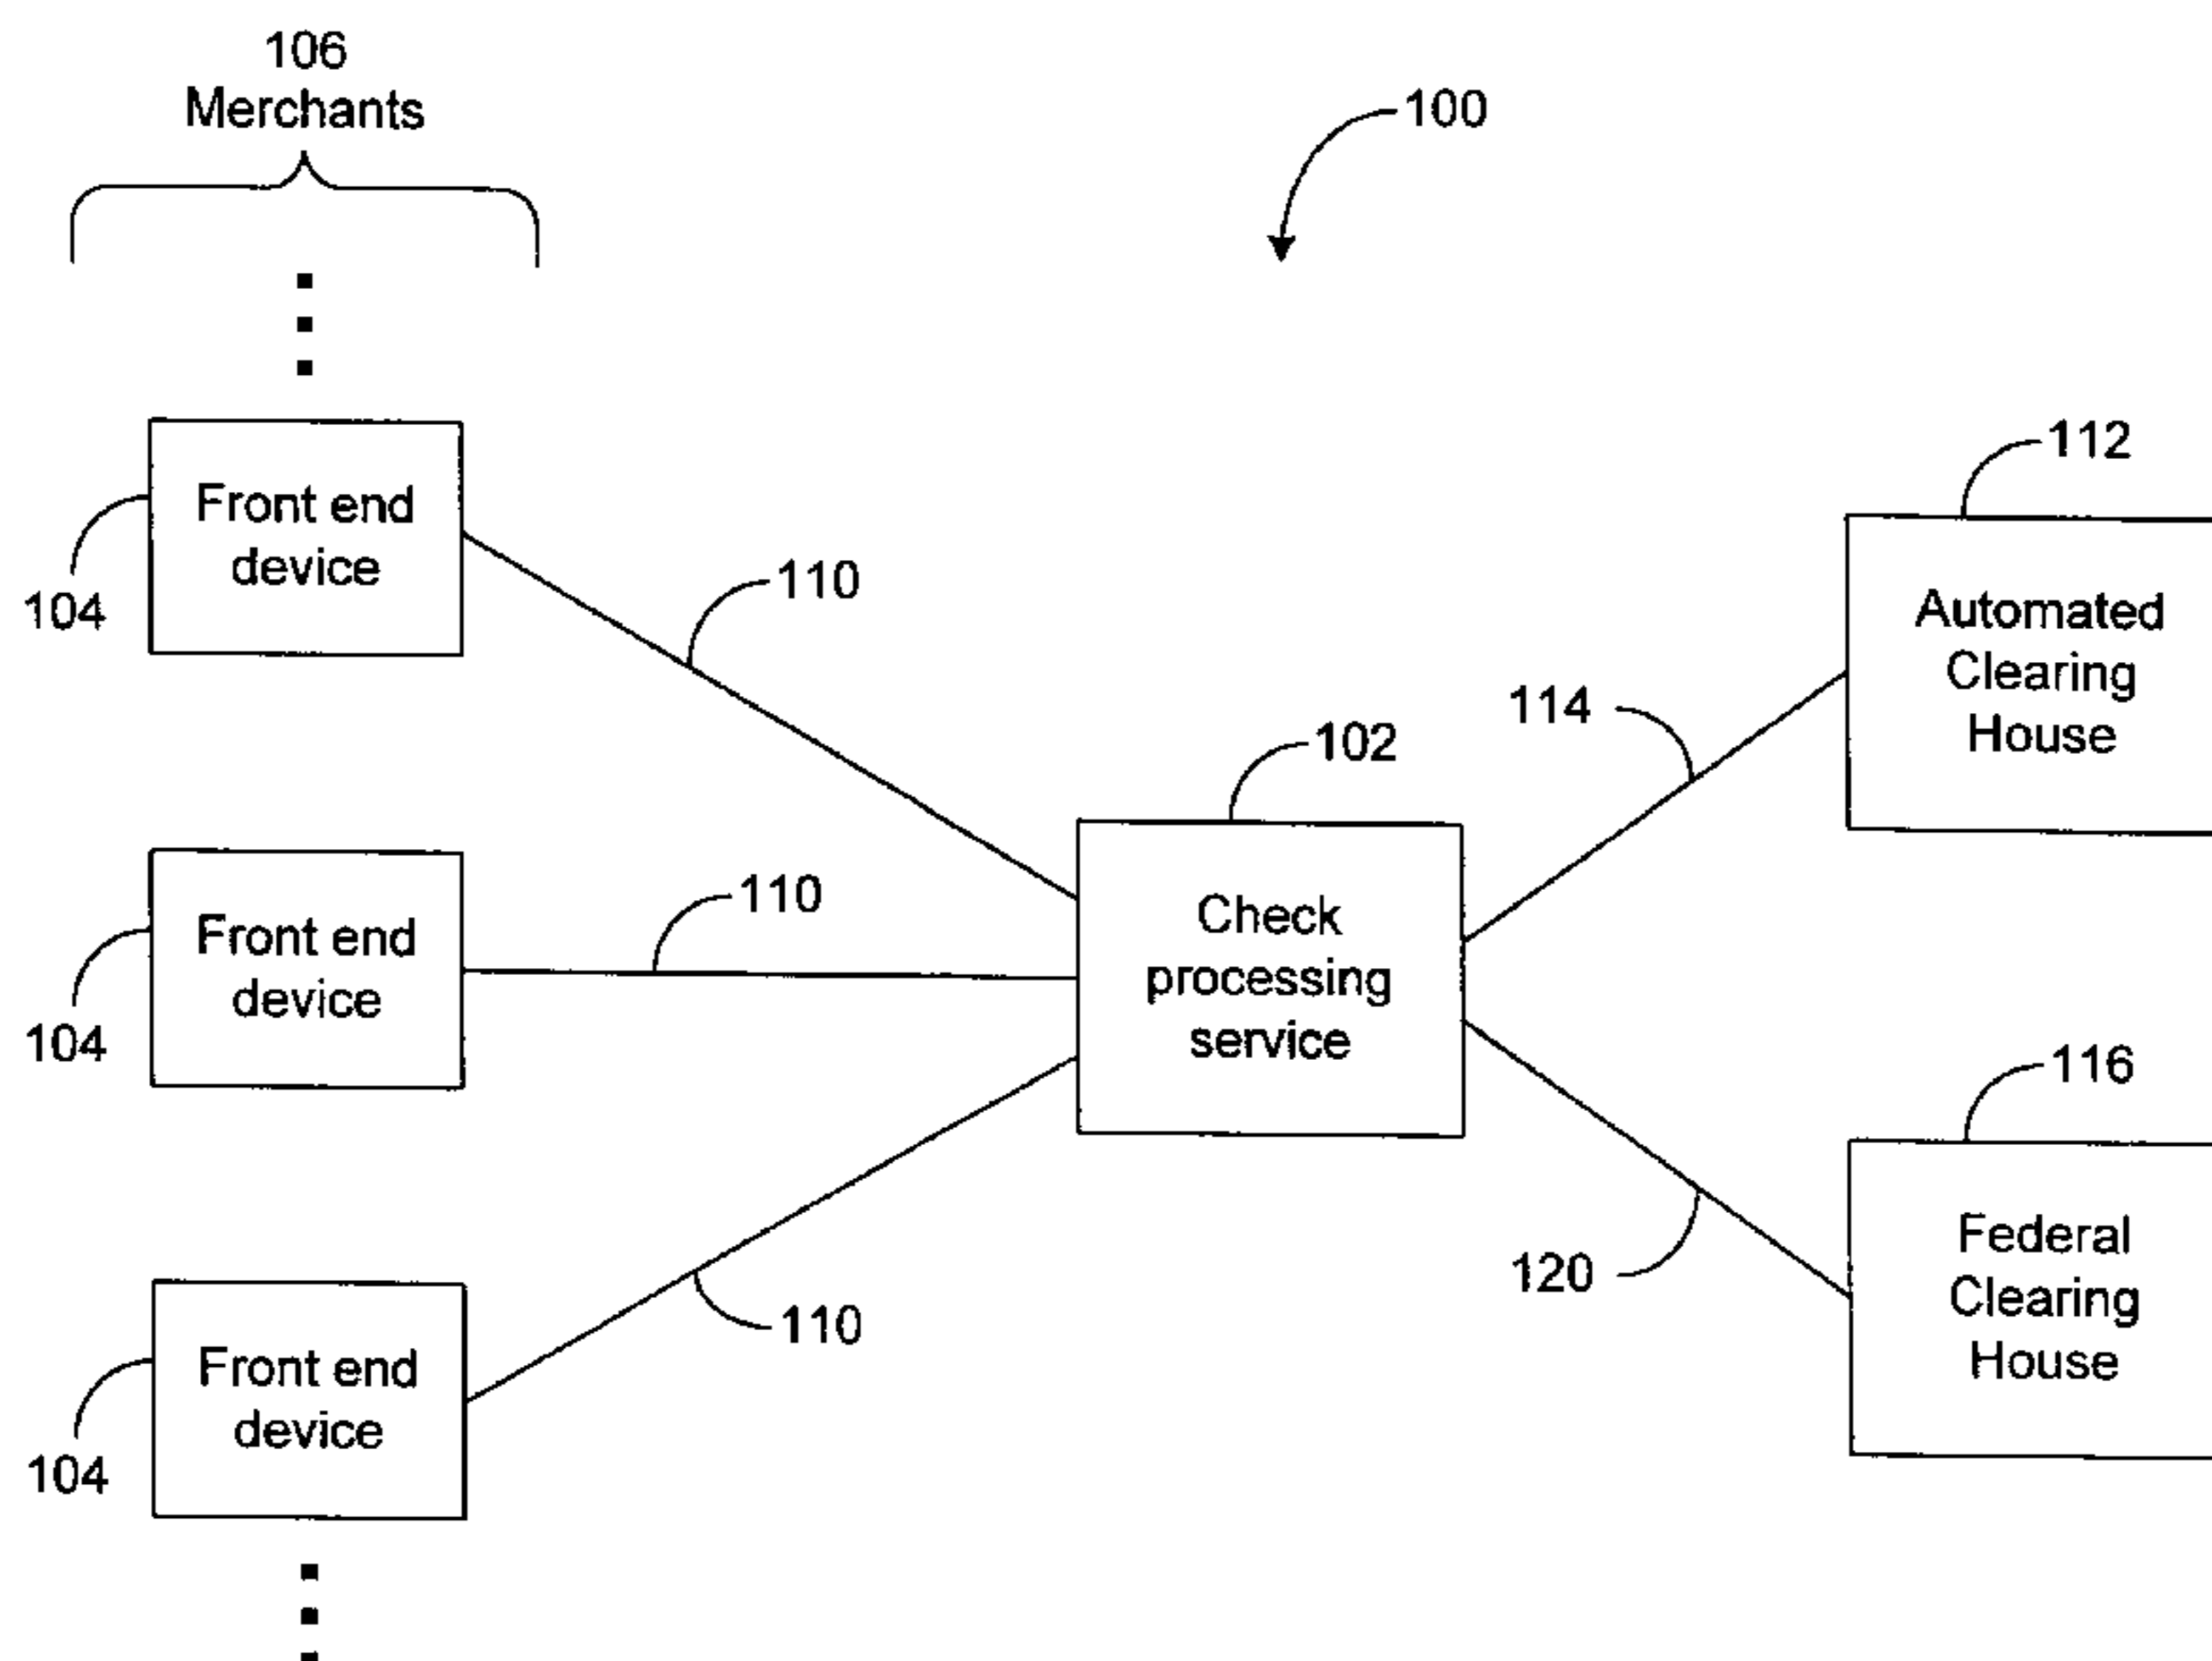 106
Merchants
100
Front end
device
104
110
112
Automated
Clearing
House
114
102
Check
processing
service
110
Front end
device
104
116
Federal
Clearing
House
120
110
Front end
device
104